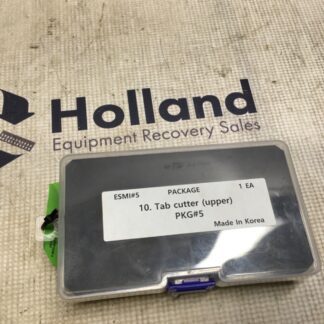 Holland
Equipment Recovery Sales
ESMI#5 PACKAGE 1 EA
10. Tab cutter (upper)
PKG#5
Made In Korea